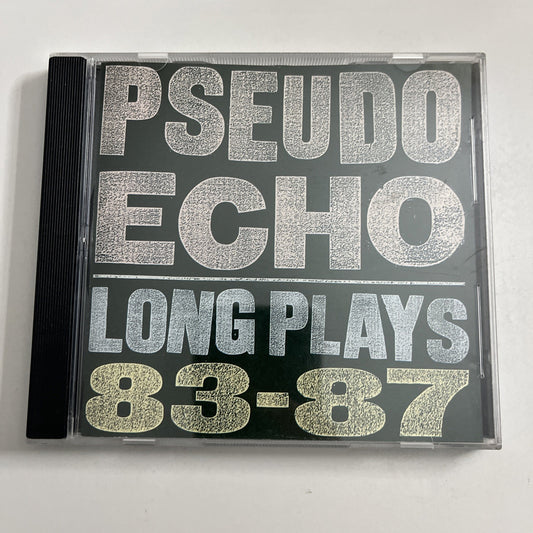 PSEUDO
ECHO
LONG PLAYS
83-87